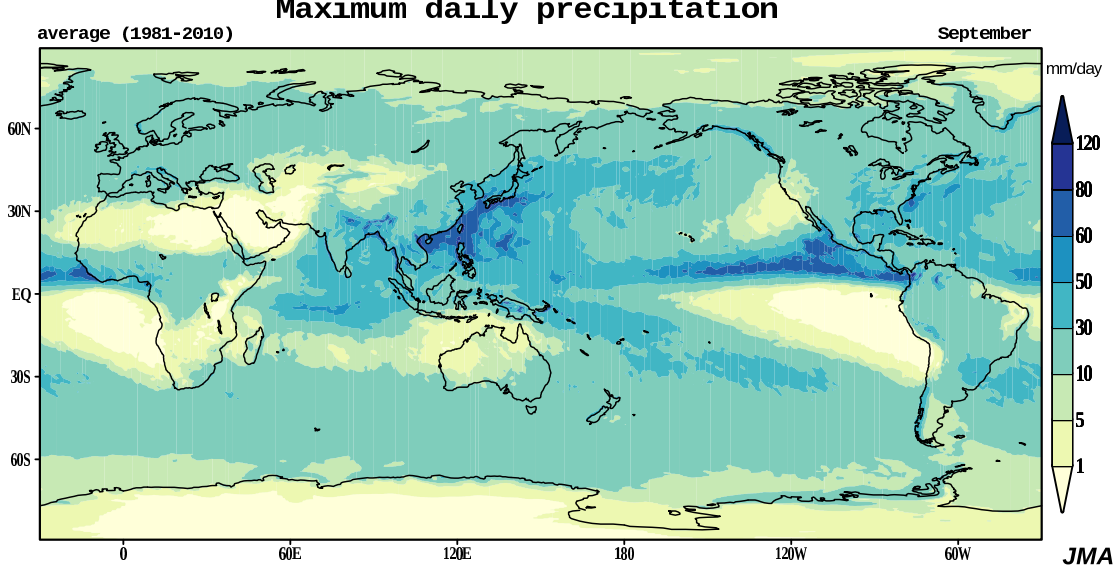 Maximum daily precipitation
average (1981-2010)
September
mm/day
120
80
60
50
30
10
5
1
60N
30N
EQ
30S
60S
0
60E
120E
180
120W
60W
JMA